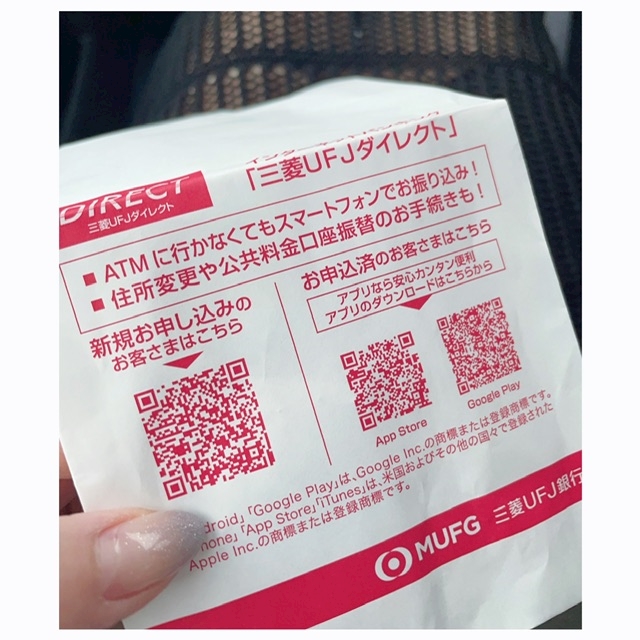 「三菱UFJダイレクト」
DIRECT
三菱UFJダイレクト
■ ATMに行かなくてもスマートフォンでお振り込み！
■ 住所変更や公共料金口座振替のお手続きも！
新規お申し込みの
お客さまはこちら
お申込済のお客さまはこちら
アプリなら安心カンタン便利
アプリのダウンロードはこちらから
App Store
Google Play
droid」「Google Play」は、Google Inc.の商標または登録商標です。
hone」「App Store」「iTunes」は、米国およびその他の国々で登録された
Apple Inc.の商標または登録商標です。
MUFG 三菱UFJ銀行